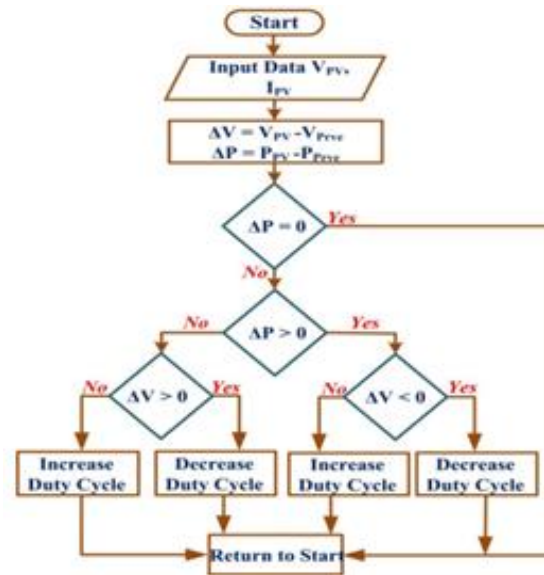 Start
Input Data V_PV,
I_PV
ΔV = V_PV -V_Prve
ΔP = P_PV -P_Prve
ΔP = 0
Yes
No
ΔP > 0
No
Yes
ΔV > 0
No
Yes
ΔV < 0
No
Yes
Increase
Duty Cycle
Decrease
Duty Cycle
Increase
Duty Cycle
Decrease
Duty Cycle
Return to Start